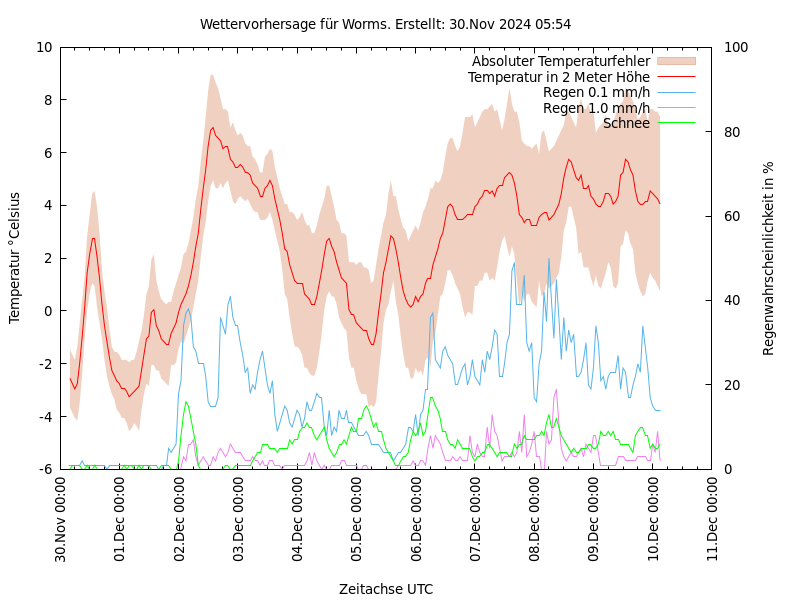 Wettervorhersage für Worms. Erstellt: 30.Nov 2024 05:54
Absoluter Temperaturfehler
Temperatur in 2 Meter Höhe
Regen 0.1 mm/h
Regen 1.0 mm/h
Schnee
Temperatur °Celsius
10
8
6
4
2
0
-2
-4
-6
100
80
60
40
20
0
Regenwahrscheinlichkeit in %
30.Nov 00:00
01.Dec 00:00
02.Dec 00:00
03.Dec 00:00
04.Dec 00:00
05.Dec 00:00
06.Dec 00:00
07.Dec 00:00
08.Dec 00:00
09.Dec 00:00
10.Dec 00:00
11.Dec 00:00
Zeitachse UTC